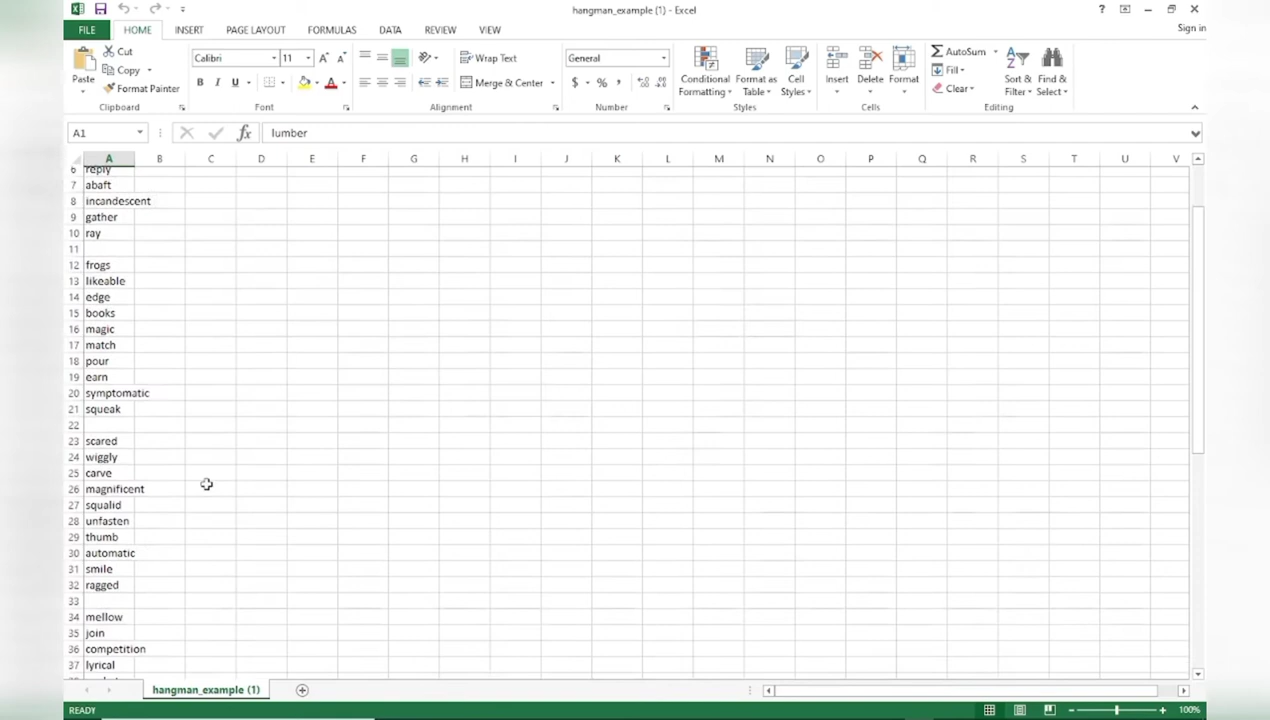 hangman_example (1) - Excel
?
Sign in
FILE HOME INSERT PAGE LAYOUT FORMULAS DATA REVIEW VIEW
Paste
Cut
Copy
Format Painter
Clipboard
Calibri 11 A A
B I U A
Font
Wrap Text
Merge & Center
Alignment
General
$ % ,
Number
Conditional Formatting
Format as Table
Cell Styles
Styles
Insert Delete Format
Cells
AutoSum
Fill
Clear
Sort & Filter
Find & Select
Editing
A1 fx lumber
A B C D E F G H I J K L M N O P Q R S T U V
6 reply
7 abaft
8 incandescent
9 gather
10 ray
11
12 frogs
13 likeable
14 edge
15 books
16 magic
17 match
18 pour
19 earn
20 symptomatic
21 squeak
22
23 scared
24 wiggly
25 carve
26 magnificent
27 squalid
28 unfasten
29 thumb
30 automatic
31 smile
32 ragged
33
34 mellow
35 join
36 competition
37 lyrical
hangman_example (1)
READY
100%